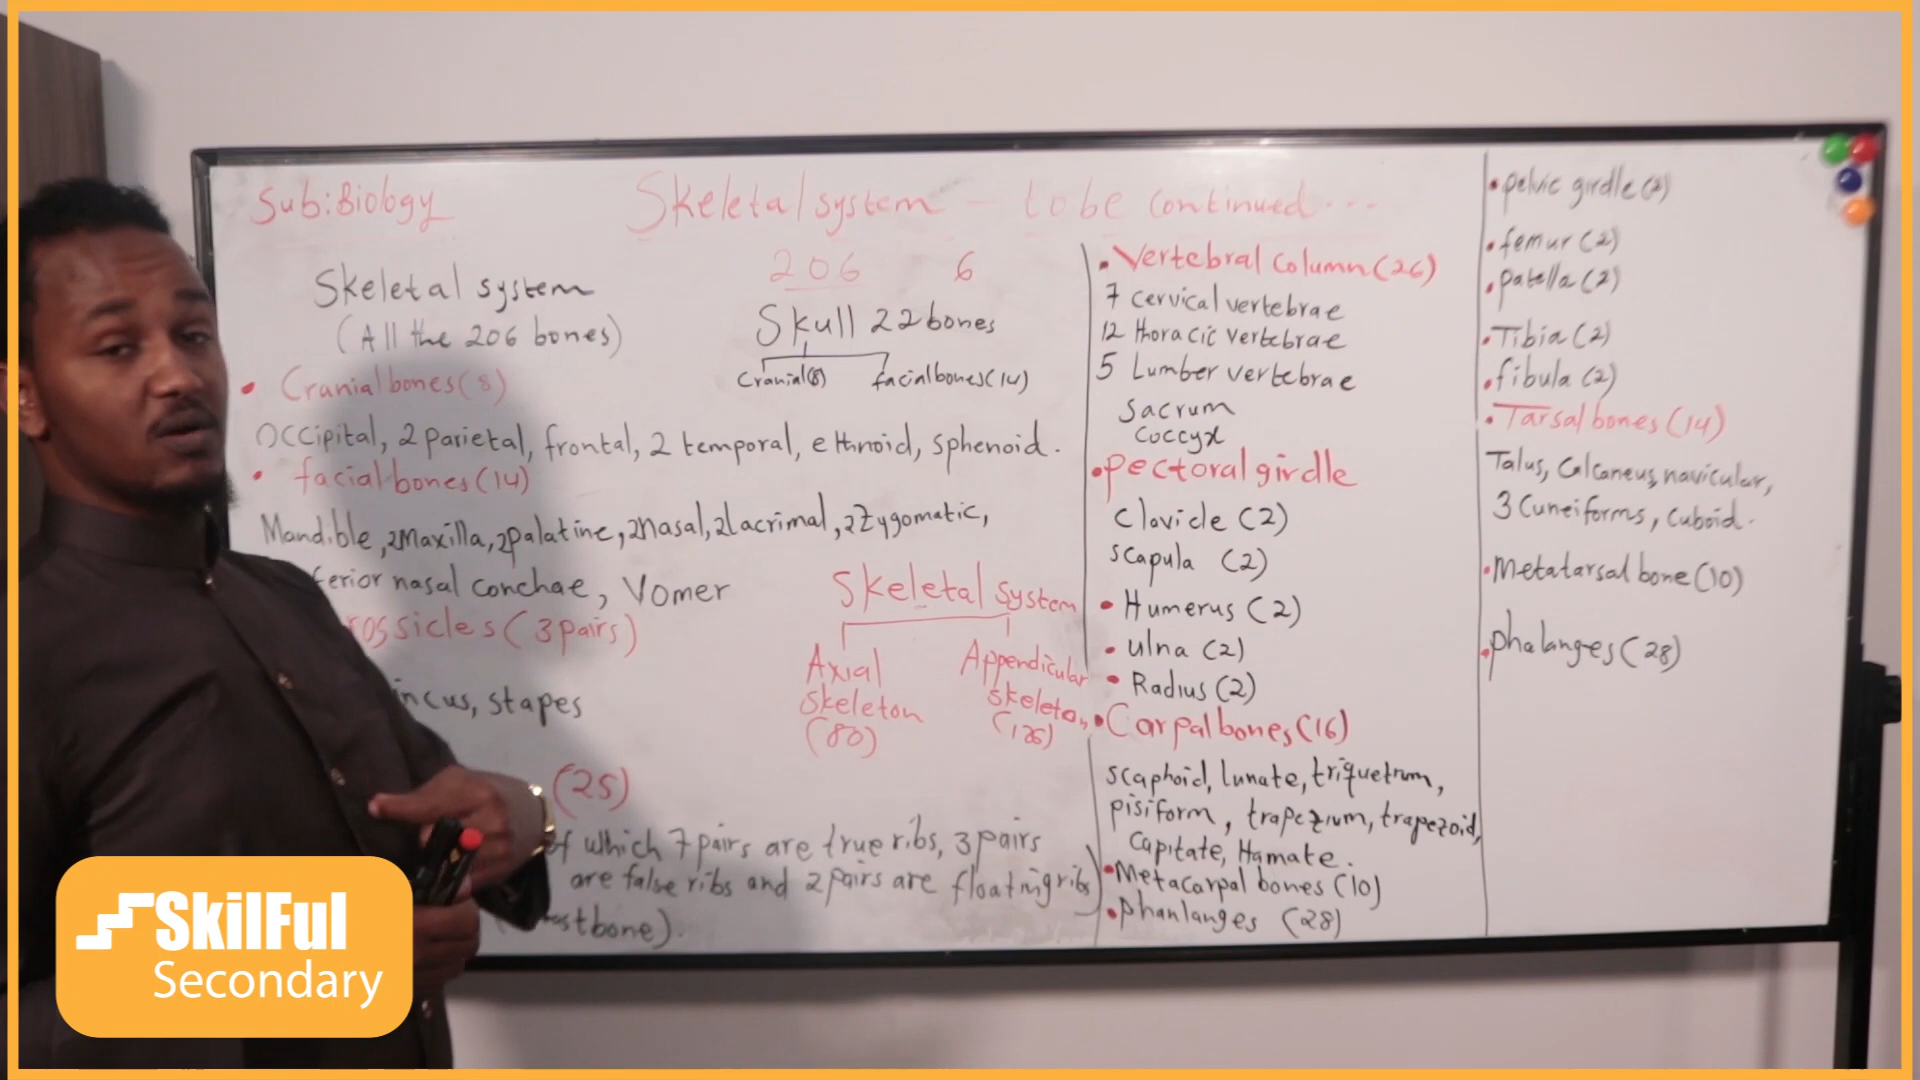 Sub: Biology
Skeletal system - to be continued...
Skeletal system
(All the 206 bones)
206 6
Skull 22 bones
Cranial(8) facial bones(14)
• Cranial bones(8)
Occipital, 2 parietal, frontal, 2 temporal, ethnoid, sphenoid.
• facial bones(14)
Mandible, 2Maxilla, 2palatine, 2nasal, 2lacrimal, 2Zygomatic,
nasal conchae, Vomer
(3 pairs)
incus, stapes
Skeletal System
Axial
Skeleton
(80)
Appendicular
Skeleton
(126)
(25)
of which 7 pairs are true ribs, 3 pairs
are false ribs and 2 pairs are floating ribs)
• Vertebral Column(26)
7 cervical vertebrae
12 thoracic vertebrae
5 Lumber vertebrae
Sacrum
Coccyx
• pectoral girdle
Clavicle (2)
scapula (2)
• Humerus (2)
• Ulna (2)
• Radius (2)
• Carpal bones(16)
scaphoid, lunate, triquetrum,
pisiform, trapezium, trapezoid,
Capitate, Hamate.
• Metacarpal bones (10)
• phanlanges (28)
• pelvic girdle (2)
• femur (2)
• patella (2)
• Tibia (2)
• fibula (2)
• Tarsal bones (14)
Talus, Calcaneus, navicular,
3 Cuneiforms, Cuboid.
• Metatarsal bone (10)
• phalanges (28)
SkilFul
Secondary